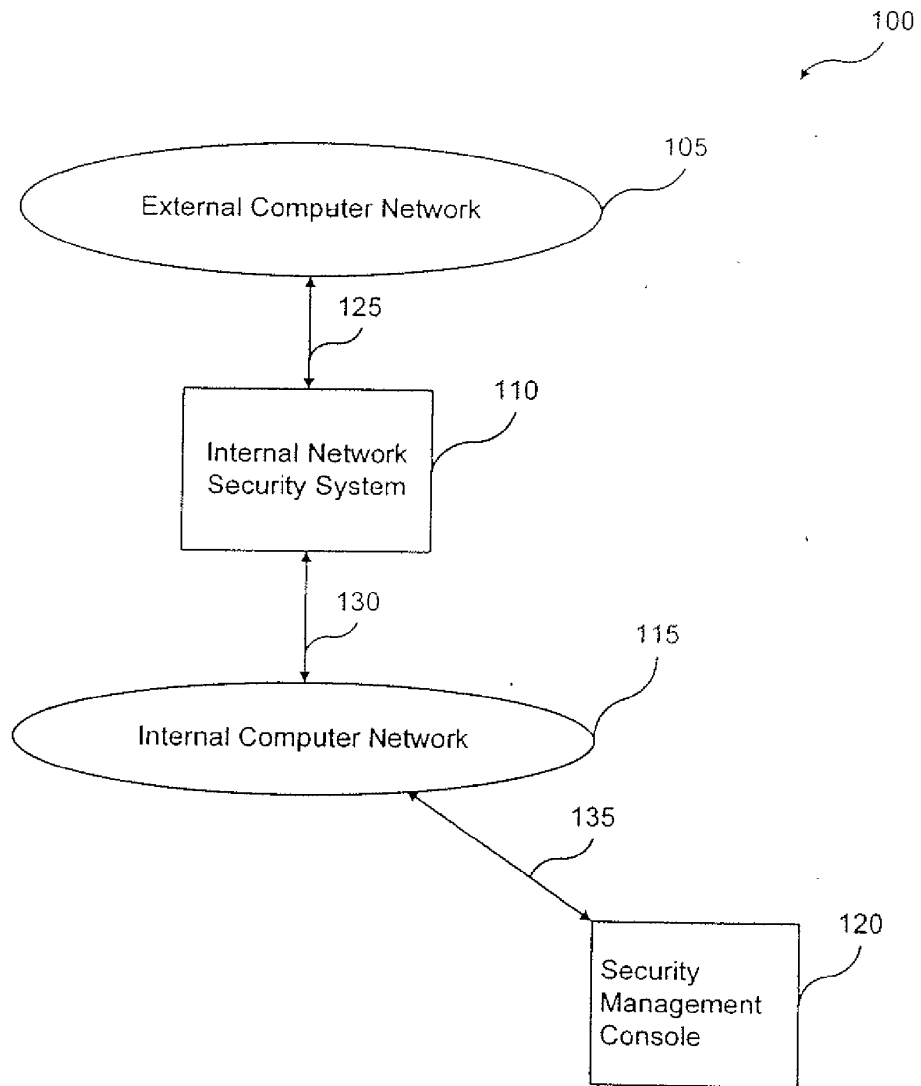 100
105
External Computer Network
125
110
Internal Network
Security System
130
115
Internal Computer Network
135
120
Security
Management
Console